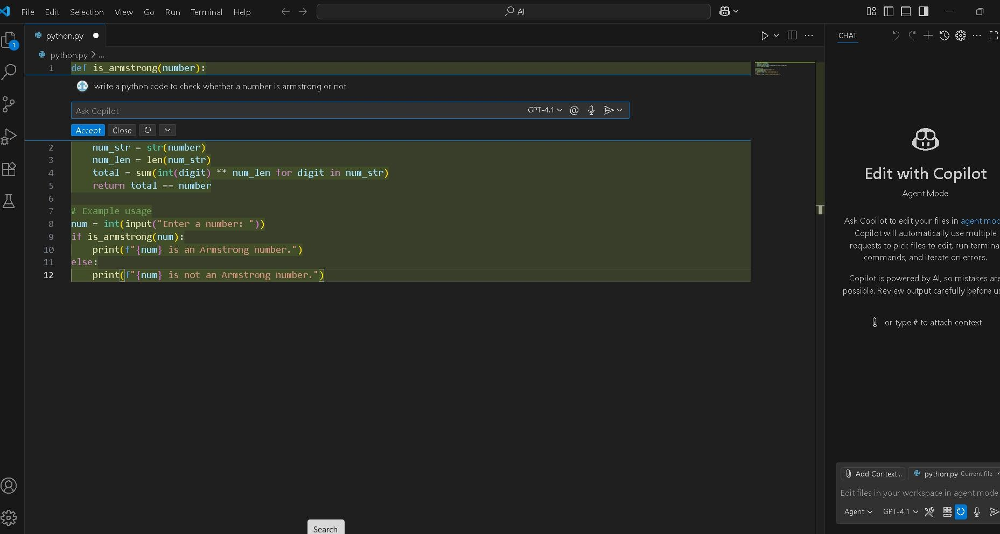 File Edit Selection View Go Run Terminal Help
AI
python.py
CHAT
1
python.py > ...
1 def is_armstrong(number):
write a python code to check whether a number is armstrong or not
Ask Copilot GPT-4.1 @
Accept Close
2 num_str = str(number)
3 num_len = len(num_str)
4 total = sum(int(digit) ** num_len for digit in num_str)
5 return total == number
6
7 # Example usage
8 num = int(input("Enter a number: "))
9 if is_armstrong(num):
10 print(f"{num} is an Armstrong number.")
11 else:
12 print(f"{num} is not an Armstrong number.")
Edit with Copilot
Agent Mode
Ask Copilot to edit your files in agent
Copilot will automatically use multiple
requests to pick files to edit, run
commands, and iterate on errors.
Copilot is powered by AI, so mistakes are
possible. Review output carefully before
or type # to attach context
Add Context... python.py Current file
Edit files in your workspace in agent mode
Agent GPT-4.1
Search